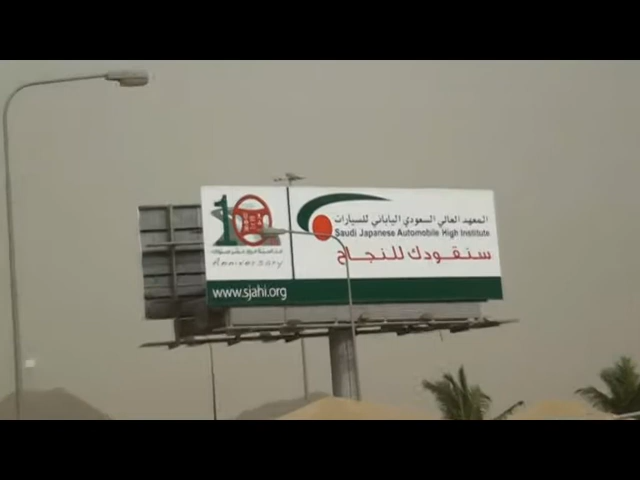 المعهد العالي السعودي الياباني للسيارات
Saudi Japanese Automobile High Institute
سنقودك للنجاح
10
Anniversary
www.sjahi.org